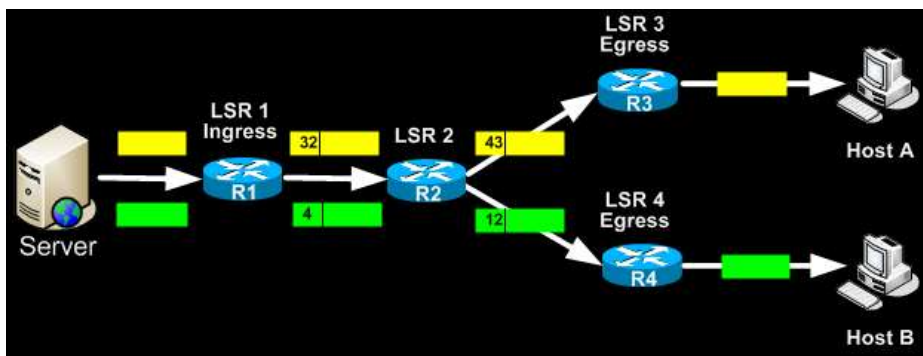 LSR 3
Egress
R3
Host A
LSR 1
Ingress
32
LSR 2
43
R1
R2
4
12
LSR 4
Egress
Server
R4
Host B